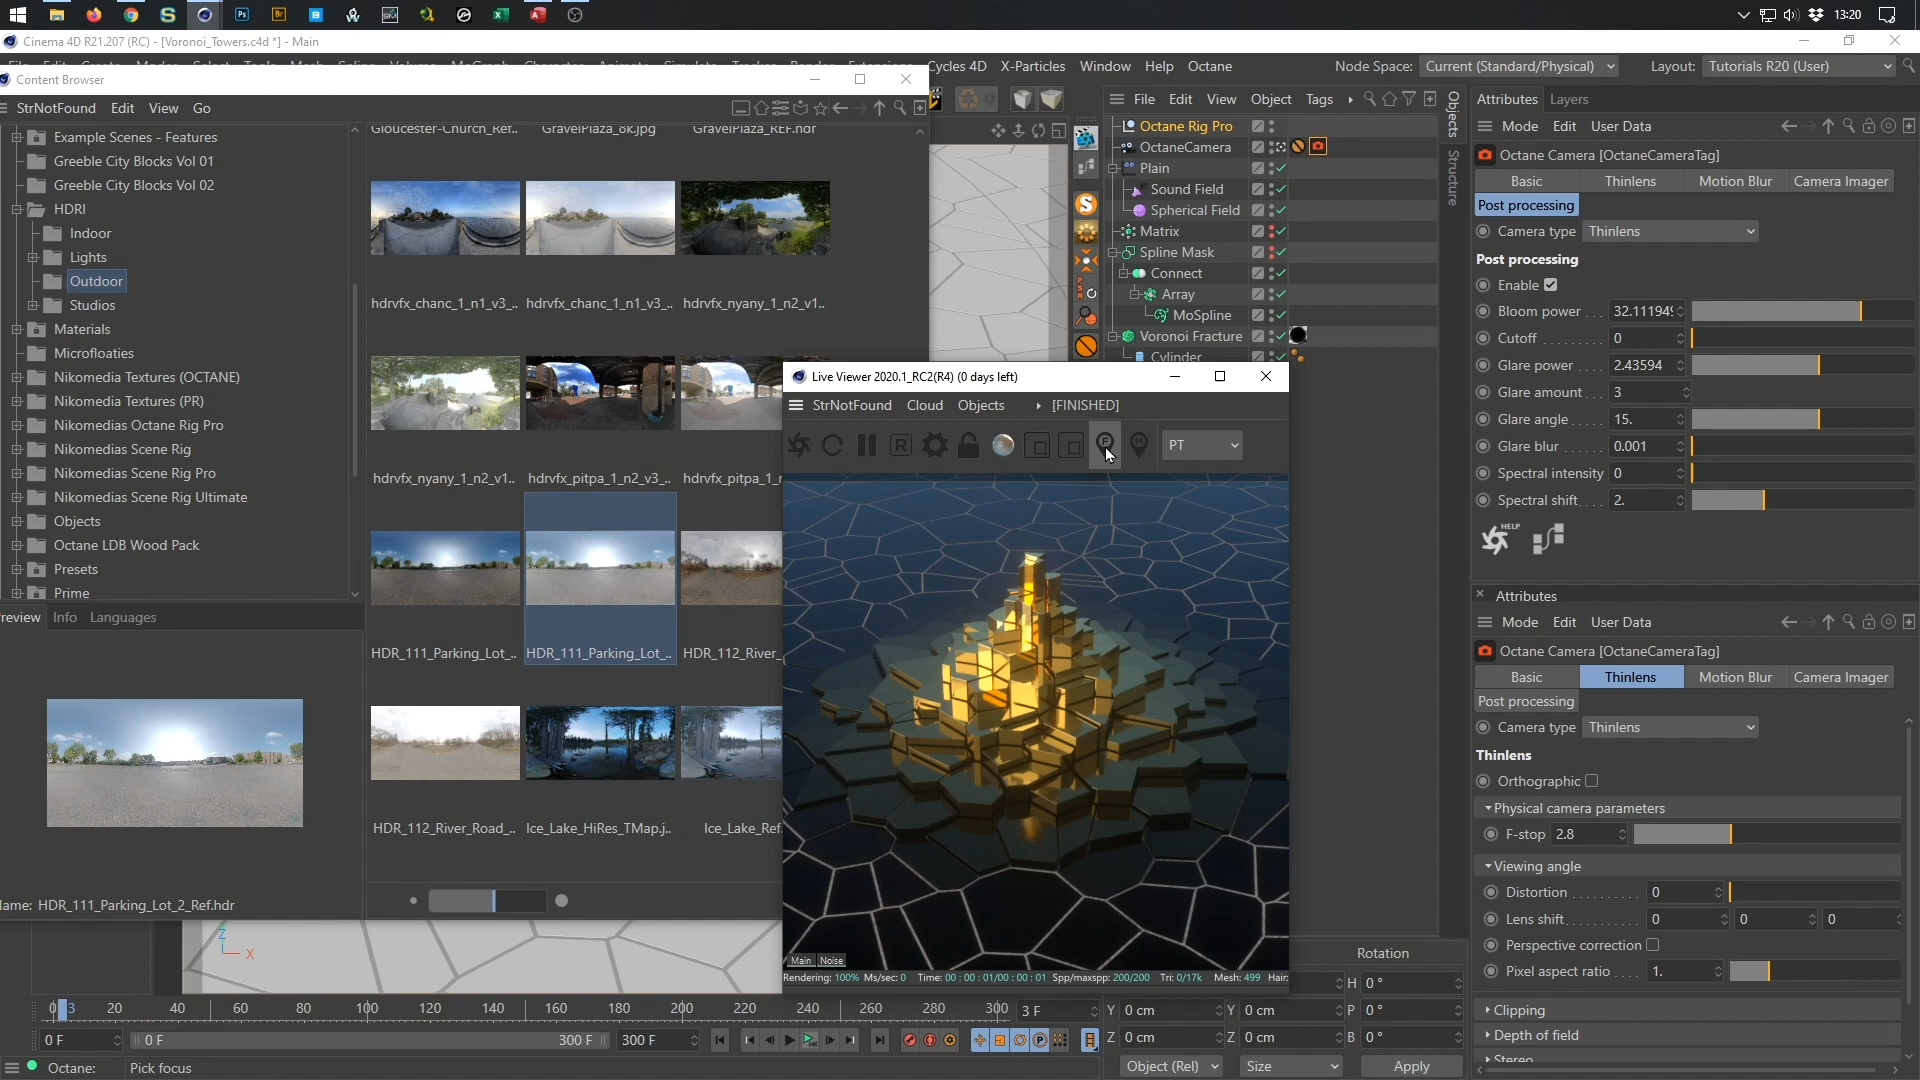 13:20
Cinema 4D R21.207 (RC) - [Voronoi_Towers.c4d *] - Main
Cycles 4D X-Particles Window Help Octane Node Space: Current (Standard/Physical) Layout: Tutorials R20 (User)
Content Browser
StrNotFound Edit View Go
Example Scenes - Features
Greeble City Blocks Vol 01
Greeble City Blocks Vol 02
HDRI
Indoor
Lights
Outdoor
Studios
Materials
Microfloaties
Nikomedia Textures (OCTANE)
Nikomedia Textures (PR)
Nikomedias Octane Rig Pro
Nikomedias Scene Rig
Nikomedias Scene Rig Pro
Nikomedias Scene Rig Ultimate
Objects
Octane LDB Wood Pack
Presets
Prime
review Info Languages
lame: HDR_111_Parking_Lot_2_Ref.hdr
Gloucester-Church_Ref.. GravelPlaza_8k.jpg GravelPlaza_REF.hdr
hdrvfx_chanc_1_n1_v3_.. hdrvfx_chanc_1_n1_v3_.. hdrvfx_nyany_1_n2_v1..
hdrvfx_nyany_1_n2_v1.. hdrvfx_pitpa_1_n2_v3_.. hdrvfx_pitpa_1_r
HDR_111_Parking_Lot_.. HDR_111_Parking_Lot_.. HDR_112_River_
HDR_112_River_Road_.. Ice_Lake_HiRes_TMap.j.. Ice_Lake_Ref.
Live Viewer 2020.1_RC2(R4) (0 days left)
StrNotFound Cloud Objects [FINISHED]
R F M PT
Main Noise
Rendering: 100% Ms/sec: 0 Time: 00 : 00 : 01/00 : 00 : 01 Spp/maxspp: 200/200 Tri: 0/17k Mesh: 499 Hair:
File Edit View Object Tags
Objects
Structure
Octane Rig Pro
OctaneCamera
Plain
Sound Field
Spherical Field
Matrix
Spline Mask
Connect
Array
MoSpline
Voronoi Fracture
Cylinder
Attributes Layers
Mode Edit User Data
Octane Camera [OctaneCameraTag]
Basic Thinlens Motion Blur Camera Imager
Post processing
Camera type Thinlens
Post processing
Enable
Bloom power . . . 32.111949
Cutoff . . . . . . . . . 0
Glare power . . . 2.43594
Glare amount . . . 3
Glare angle . . . . 15.
Glare blur . . . . . 0.001
Spectral intensity 0
Spectral shift . . . 2.
HELP
Attributes
Mode Edit User Data
Octane Camera [OctaneCameraTag]
Basic Thinlens Motion Blur Camera Imager
Post processing
Camera type Thinlens
Thinlens
Orthographic
Physical camera parameters
F-stop 2.8
Viewing angle
Distortion . . . . . . . . . 0
Lens shift . . . . . . . . . 0 0 0
Perspective correction
Pixel aspect ratio . . . . 1.
Clipping
Depth of field
Stereo
Z X
0 3 20 40 60 80 100 120 140 160 180 200 220 240 260 280 300 3 F
0 F 0 F 300 F 300 F
Rotation
H 0 °
Y 0 cm Y 0 cm P 0 °
Z 0 cm Z 0 cm B 0 °
Object (Rel) Size Apply
Octane: Pick focus